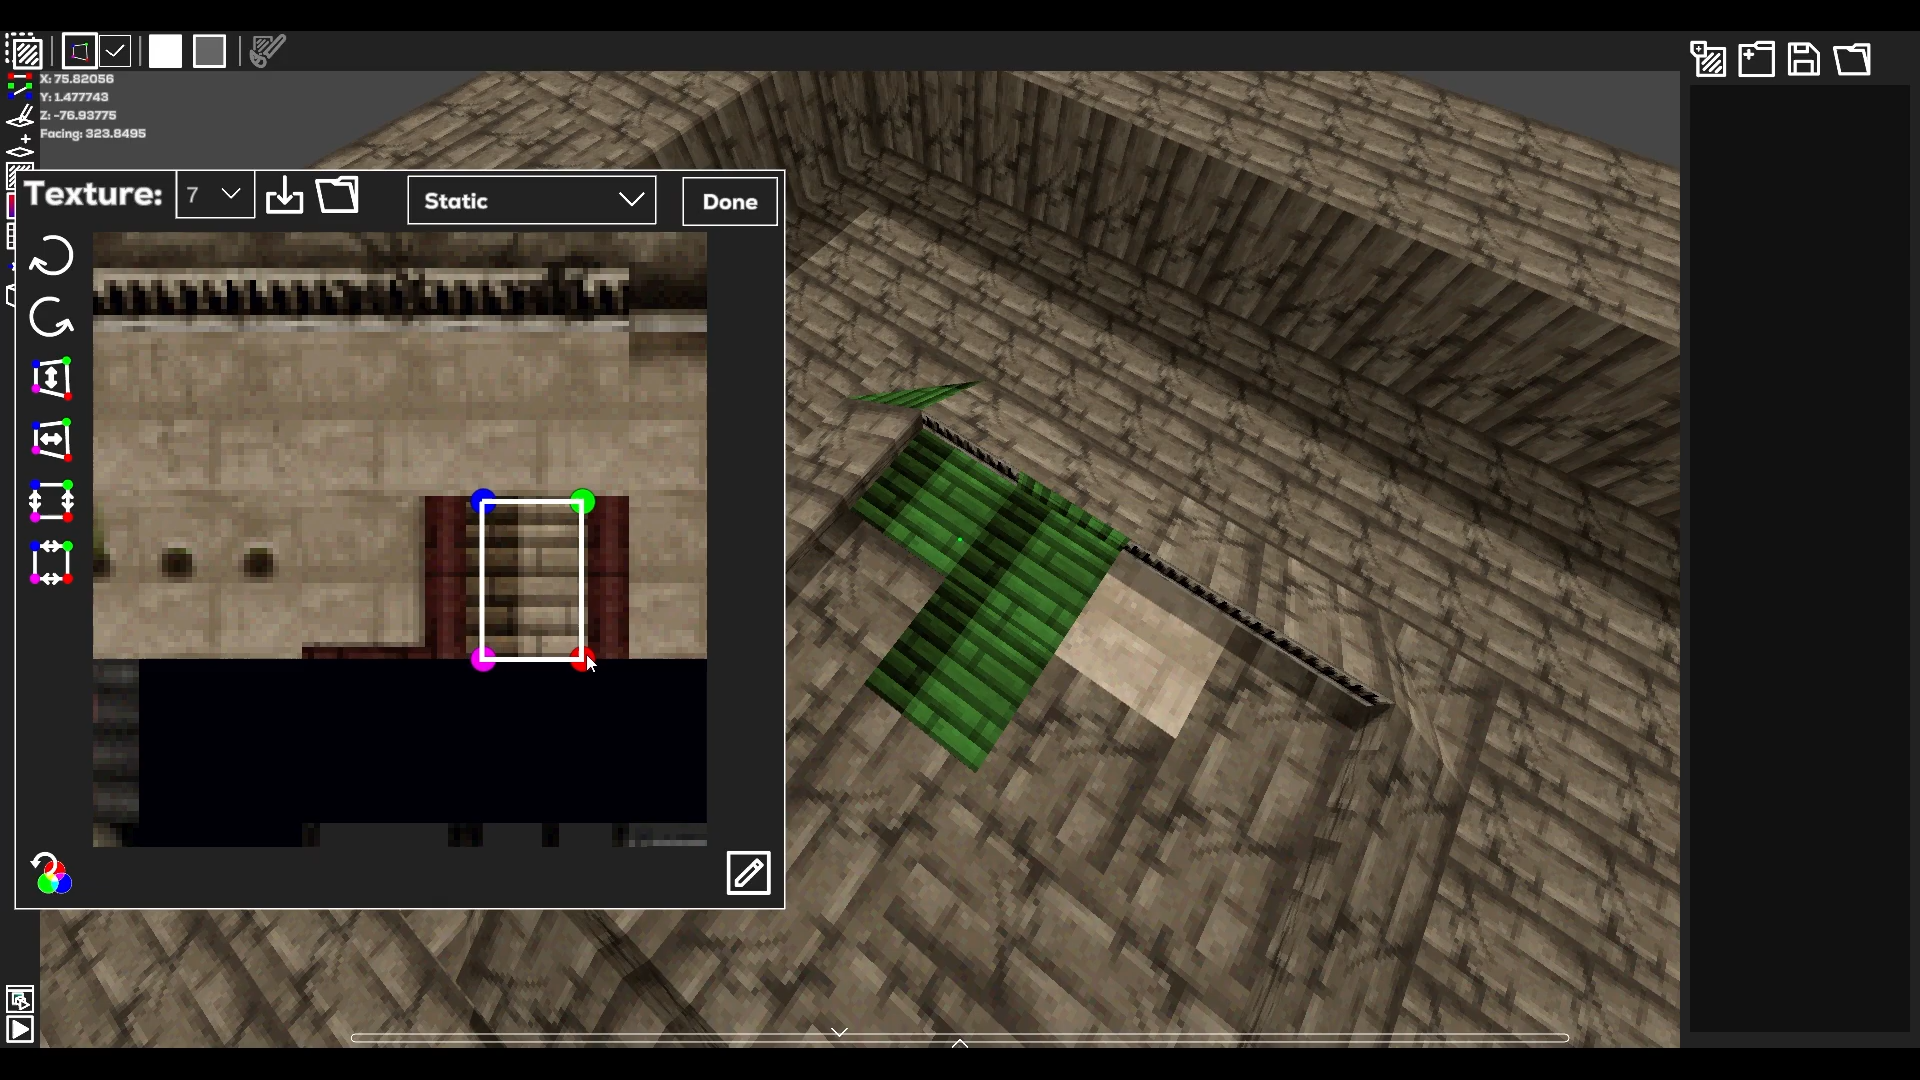 X: 75.82056
Y: 1.477743
Z: -76.93775
Facing: 323.8495
Texture: 7 Static Done